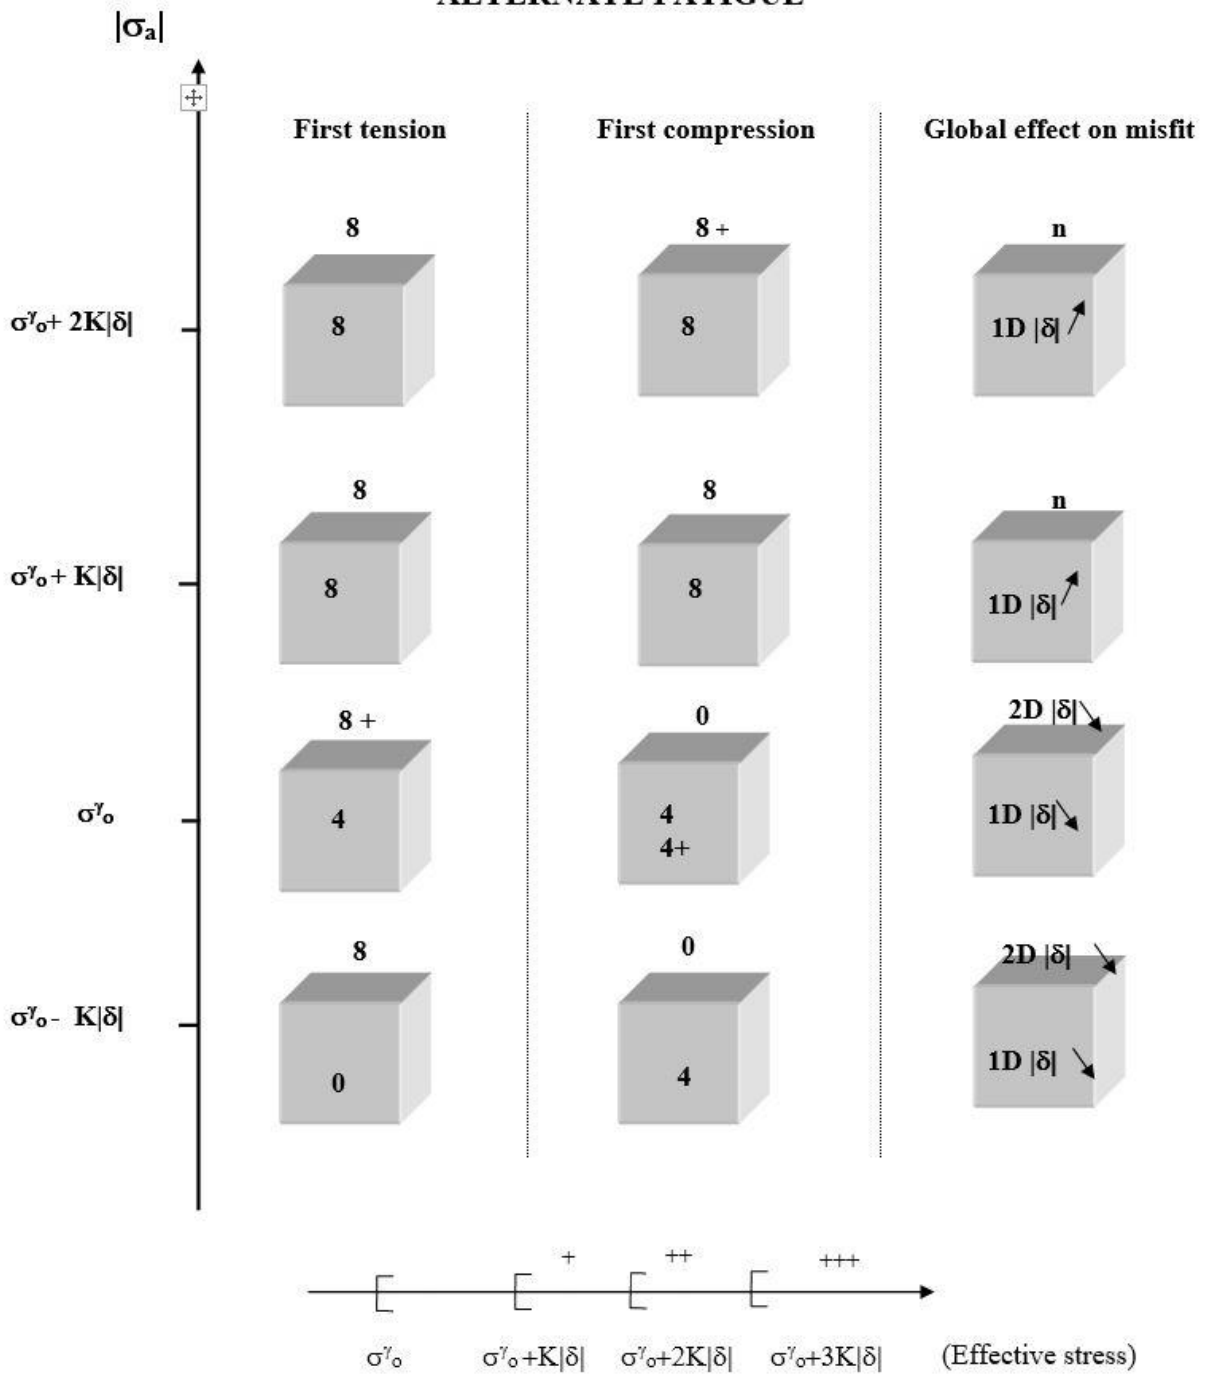 ALTERNATE FATIGUE
|σₐ|
First tension
First compression
Global effect on misfit
8
8 +
n
σᵞₒ+ 2K|δ|
8
8
1D |δ|
8
8
n
σᵞₒ+ K|δ|
8
8
1D |δ|
8 +
0
2D |δ|
σᵞₒ
4
4
4+
1D |δ|
8
0
2D |δ|
σᵞₒ- K|δ|
0
4
1D |δ|
+
++
+++
σᵞₒ
σᵞₒ+K|δ|
σᵞₒ+2K|δ|
σᵞₒ+3K|δ|
(Effective stress)